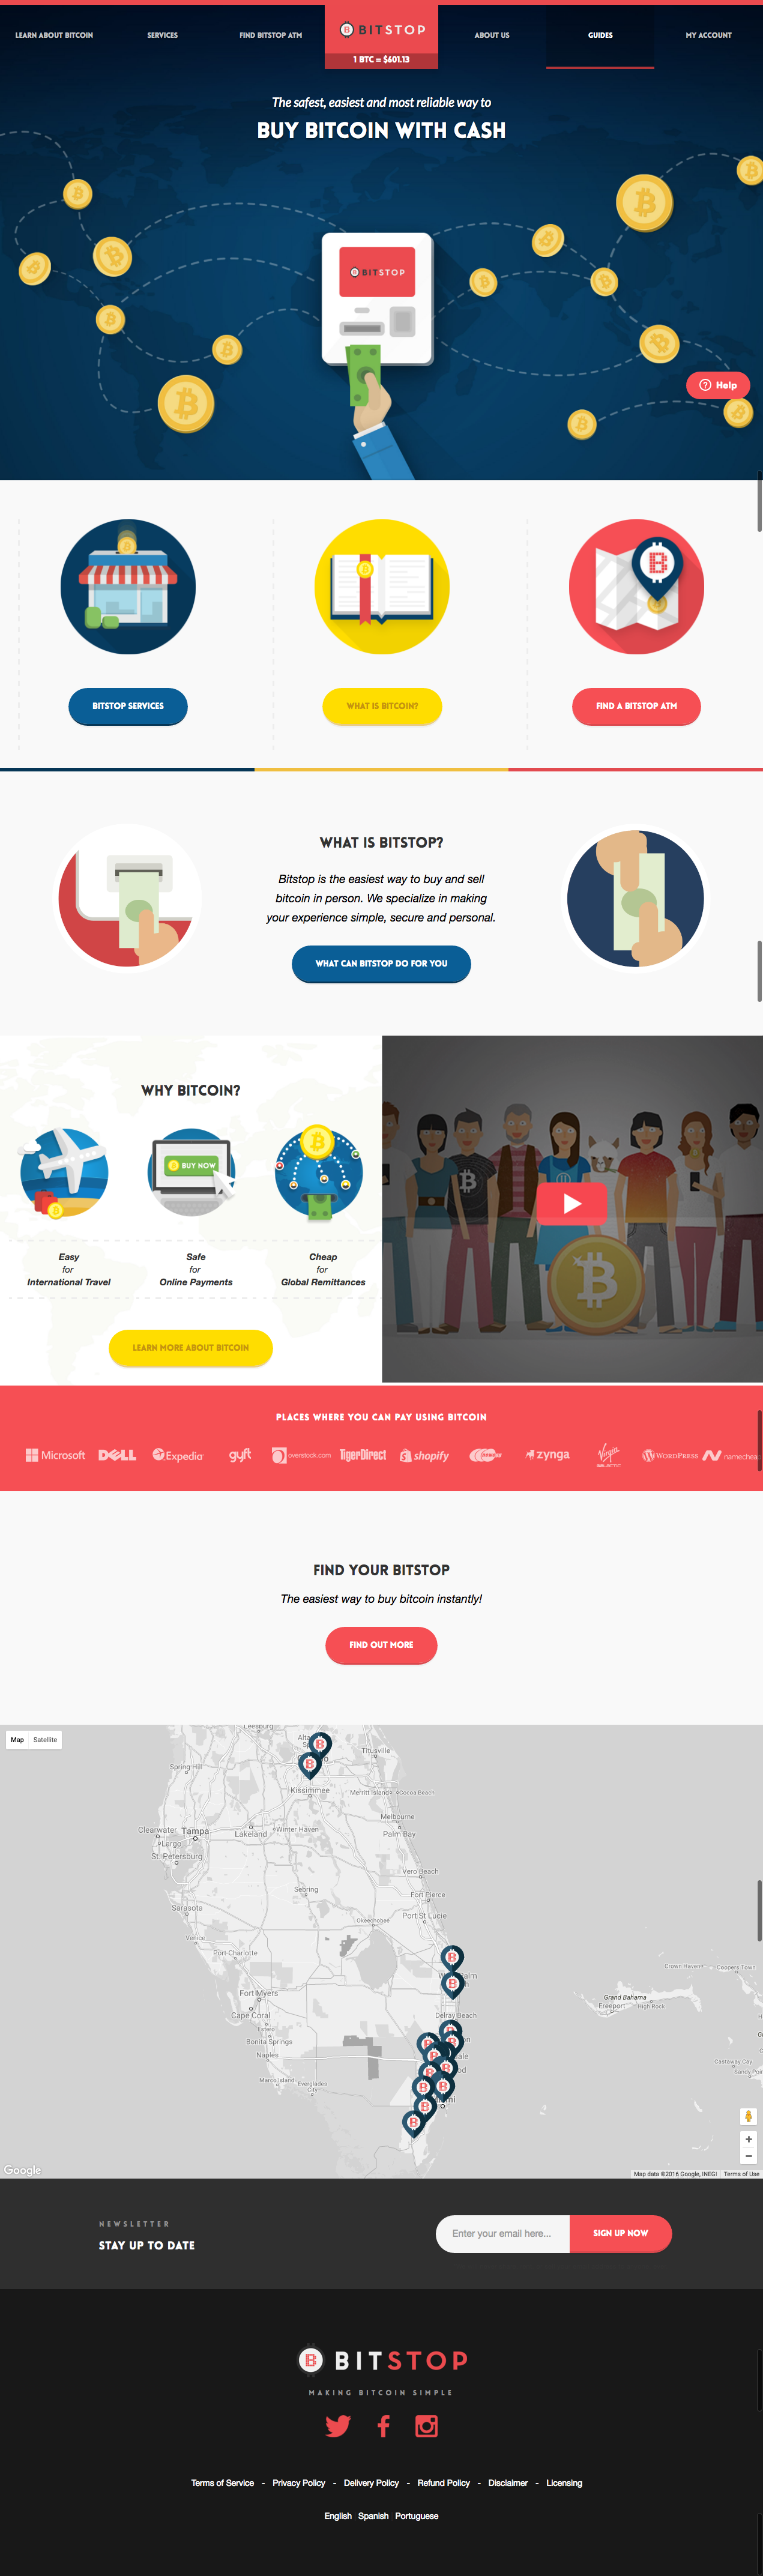 LEARN ABOUT BITCOIN
SERVICES
FIND BITSTOP ATM
BITSTOP
1 BTC = $601.13
ABOUT US
GUIDES
MY ACCOUNT
The safest, easiest and most reliable way to
BUY BITCOIN WITH CASH
BITSTOP
Help
BITSTOP SERVICES
WHAT IS BITCOIN?
FIND A BITSTOP ATM
WHAT IS BITSTOP?
Bitstop is the easiest way to buy and sell
bitcoin in person. We specialize in making
your experience simple, secure and personal.
WHAT CAN BITSTOP DO FOR YOU
WHY BITCOIN?
BUY NOW
Easy
for
International Travel
Safe
for
Online Payments
Cheap
for
Global Remittances
LEARN MORE ABOUT BITCOIN
PLACES WHERE YOU CAN PAY USING BITCOIN
Microsoft
DELL
Expedia
gyft
overstock.com
TigerDirect
shopify
zynga
Virgin
GALACTIC
WORDPRESS
namecheap
FIND YOUR BITSTOP
The easiest way to buy bitcoin instantly!
FIND OUT MORE
Map
Satellite
Leesburg
Titusville
Spring Hill
Kissimmee
Merritt Island
Cocoa Beach
Melbourne
Palm Bay
Clearwater
Tampa
Largo
St. Petersburg
Lakeland
Winter Haven
Vero Beach
Sebring
Fort Pierce
Sarasota
Port St Lucie
Okeechobee
Venice
Port Charlotte
Crown Haven
Coopers Town
Fort Myers
Grand Bahama
Freeport
High Rock
Cape Coral
Delray Beach
Estero
Bonita Springs
Naples
Marco Island
Everglades
City
Castaway Cay
Sandy Poin
Google
Map data ©2016 Google, INEGI
Terms of Use
NEWSLETTER
STAY UP TO DATE
Enter your email here...
SIGN UP NOW
BITSTOP
MAKING BITCOIN SIMPLE
Terms of Service - Privacy Policy - Delivery Policy - Refund Policy - Disclaimer - Licensing
English Spanish Portuguese